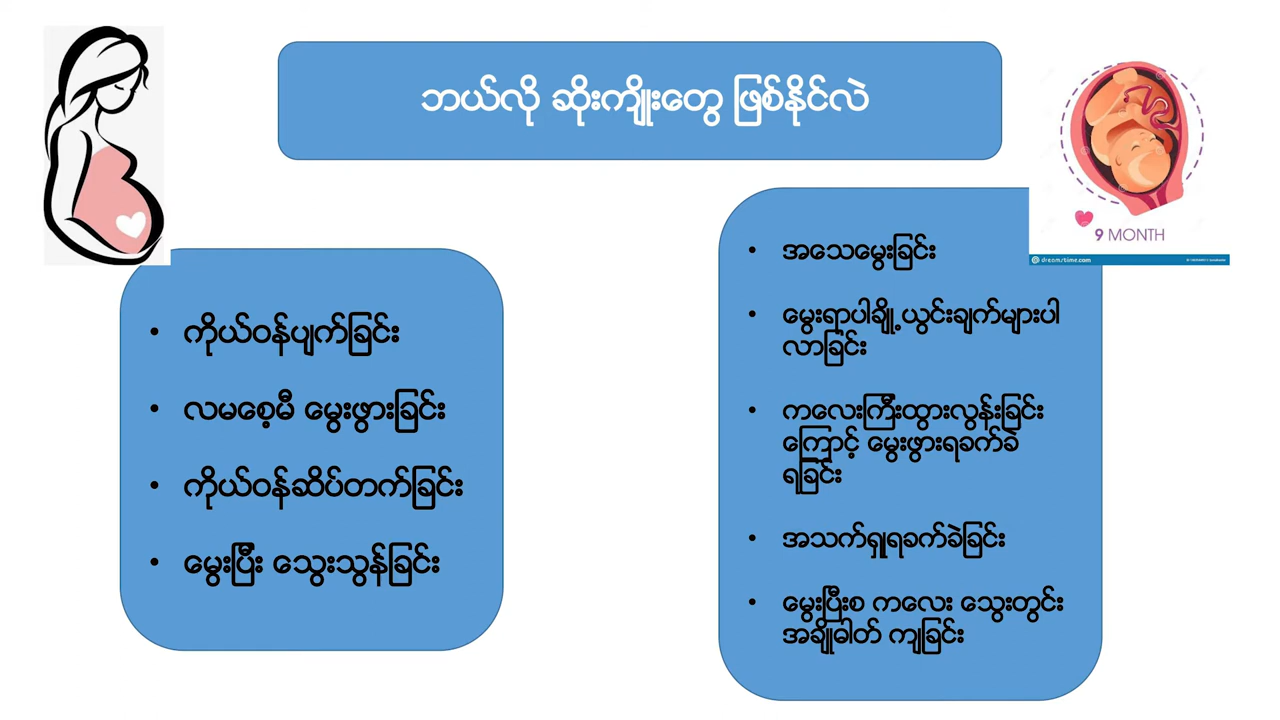 ဘယ်လို ဆိုးကျိုးတွေ ဖြစ်နိုင်လဲ
• ကိုယ်ဝန်ပျက်ခြင်း
• လမစေ့မီ မွေးဖွားခြင်း
• ကိုယ်ဝန်ဆိပ်တက်ခြင်း
• မွေးပြီး သွေးသွန်ခြင်း
• အသေမွေးခြင်း
• မွေးရာပါချို့ယွင်းချက်များပါ
လာခြင်း
• ကလေးကြီးထွားလွန်းခြင်း
ကြောင့် မွေးဖွားရခက်ခဲ
ရခြင်း
• အသက်ရှူရခက်ခဲခြင်း
• မွေးပြီးစ ကလေး သွေးတွင်း
အချိုဓါတ် ကျခြင်း
9 MONTH
dreamstime.com